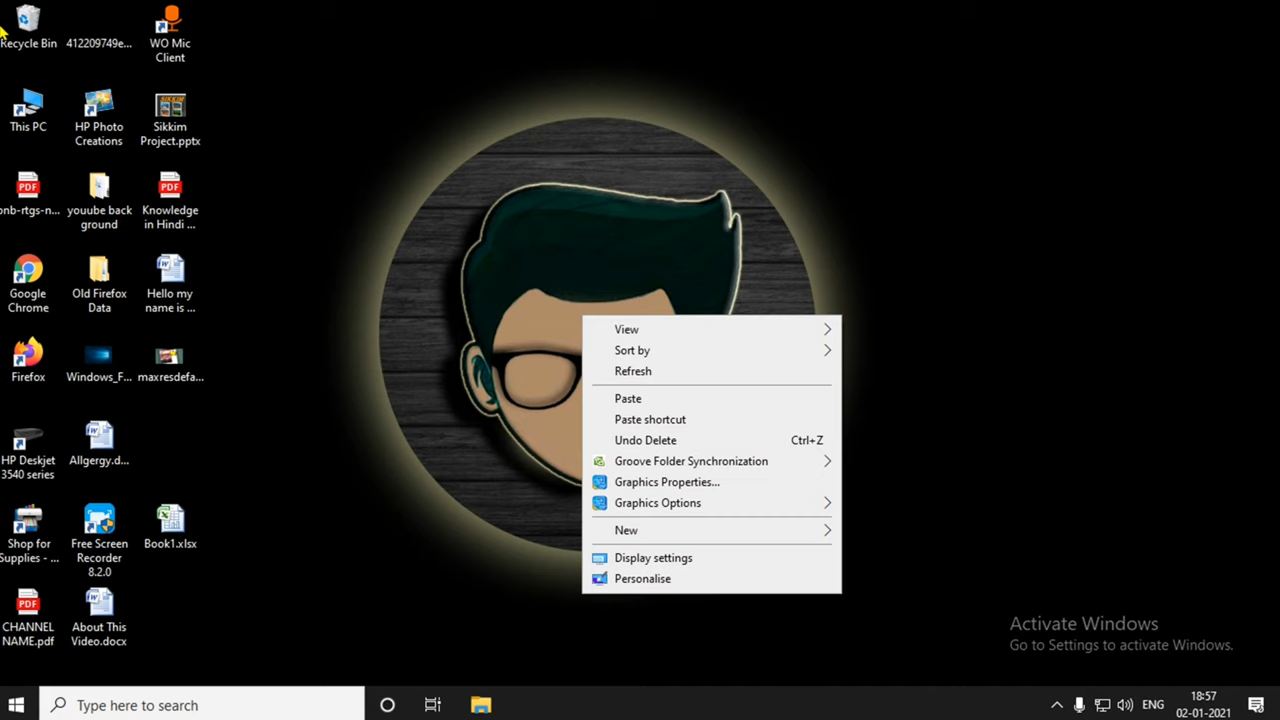 Recycle Bin
412209749e...
WO Mic
Client
This PC
HP Photo
Creations
Sikkim
Project.pptx
pnb-rtgs-n...
youube back
ground
Knowledge
in Hindi ...
Google
Chrome
Old Firefox
Data
Hello my
name is ...
Firefox
Windows_F...
maxresdefa...
HP Deskjet
3540 series
Allgergy.d...
Shop for
Supplies - ...
Free Screen
Recorder
8.2.0
Book1.xlsx
CHANNEL
NAME.pdf
About This
Video.docx
View
Sort by
Refresh
Paste
Paste shortcut
Undo Delete Ctrl+Z
Groove Folder Synchronization
Graphics Properties...
Graphics Options
New
Display settings
Personalise
Activate Windows
Go to Settings to activate Windows.
Type here to search
ENG
18:57
02-01-2021